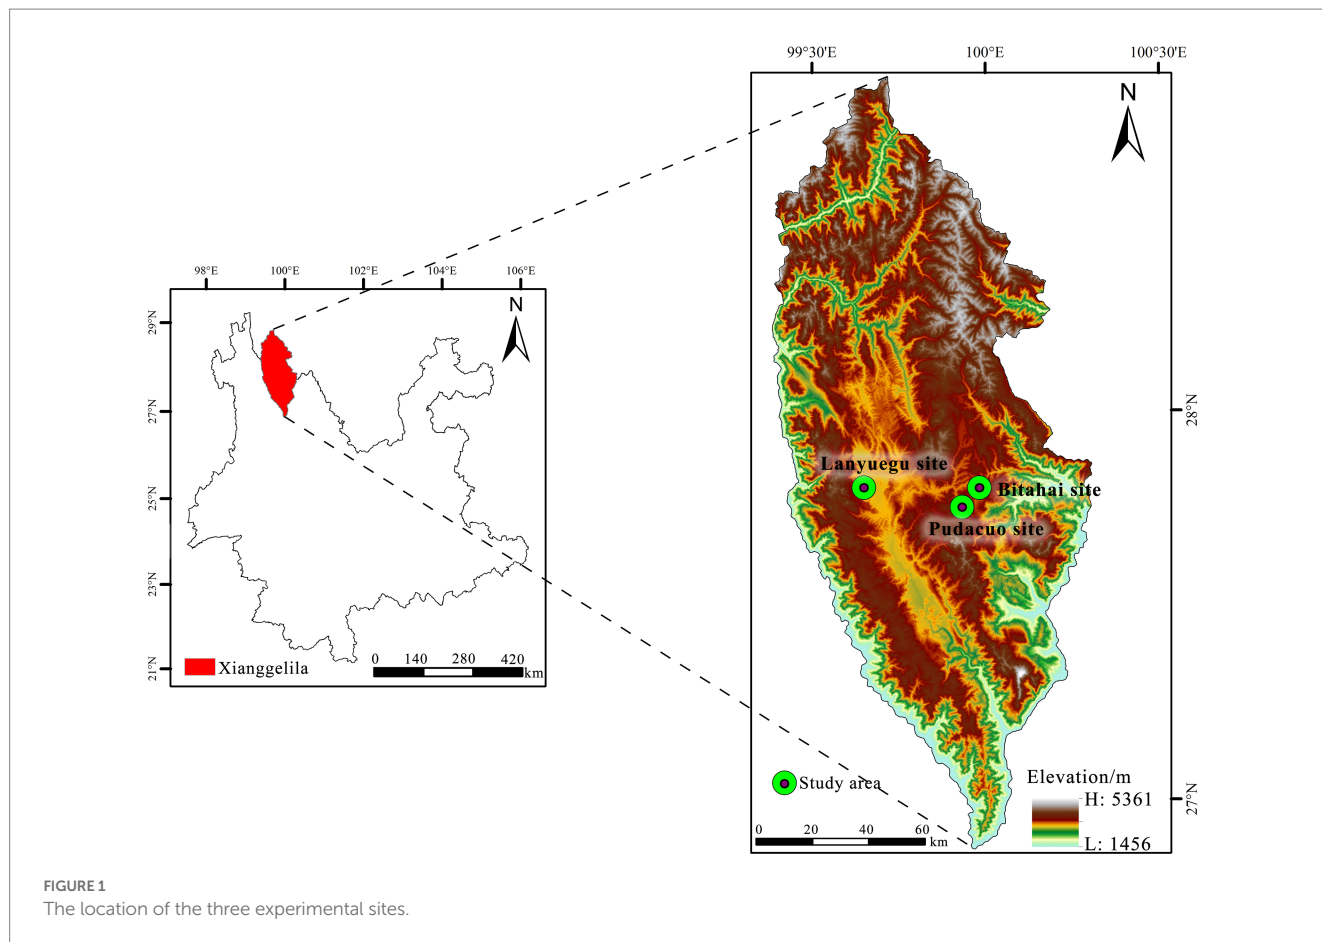 98°E 100°E 102°E 104°E 106°E
29°N
27°N
25°N
23°N
21°N
N
Xianggelila
0 140 280 420
km
99°30'E 100°E 100°30'E
N
28°N
27°N
Lanyuegu site
Bitahai site
Pudacuo site
Study area
0 20 40 60
km
Elevation/m
H: 5361
L: 1456
FIGURE 1
The location of the three experimental sites.